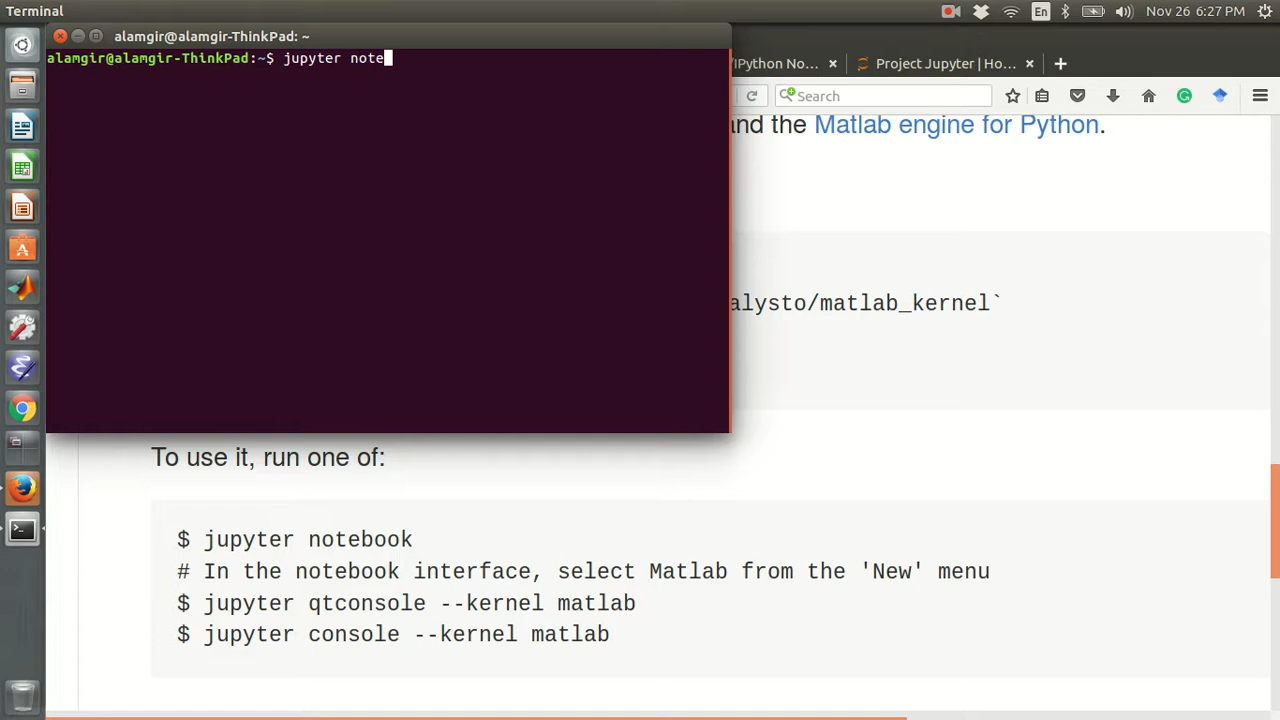 Terminal
En
Nov 26 6:27 PM
alamgir@alamgir-ThinkPad: ~
alamgir@alamgir-ThinkPad:~$ jupyter note
IPython No...
Project Jupyter | Ho...
Search
and the Matlab engine for Python.
alysto/matlab_kernel`
To use it, run one of:
$ jupyter notebook
# In the notebook interface, select Matlab from the 'New' menu
$ jupyter qtconsole --kernel matlab
$ jupyter console --kernel matlab